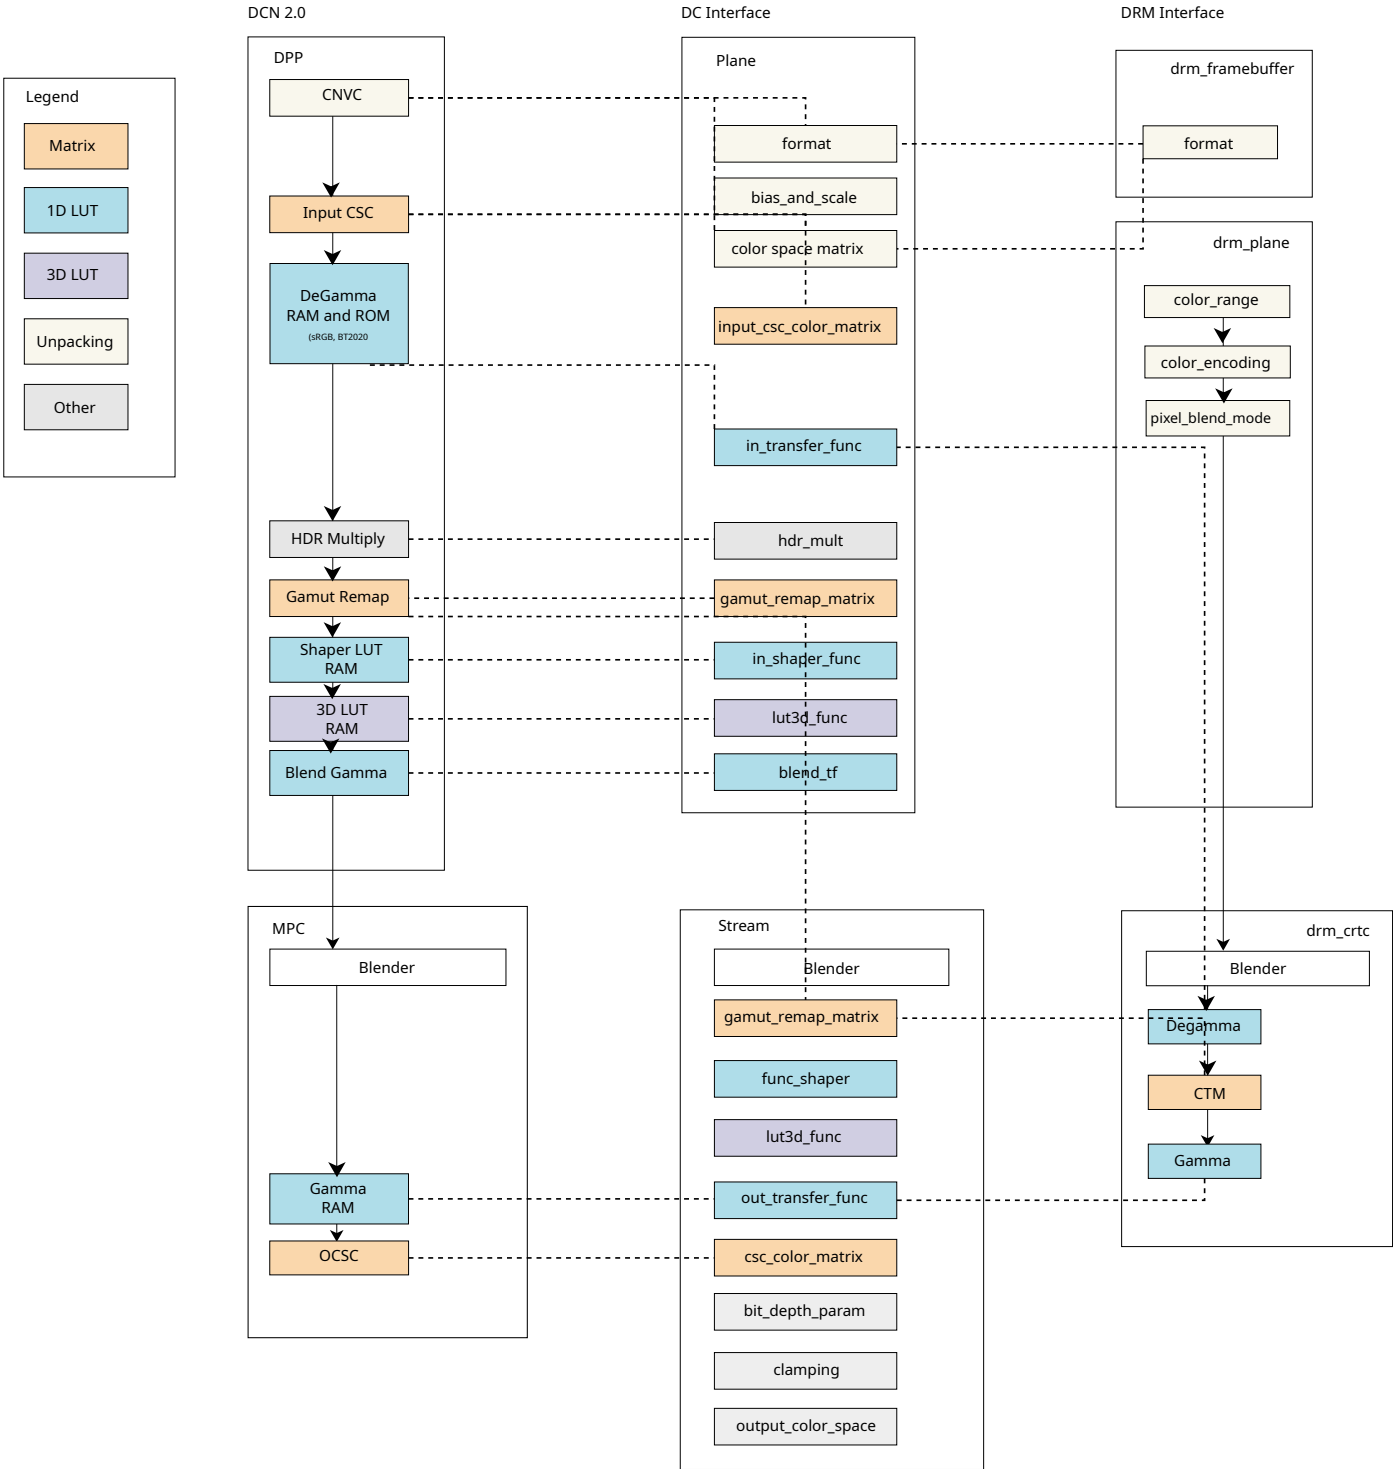 DCN 2.0
DC Interface
DRM Interface
Legend
Matrix
1D LUT
3D LUT
Unpacking
Other
DPP
CNVC
Input CSC
DeGamma
RAM and ROM
(sRGB, BT2020
HDR Multiply
Gamut Remap
Shaper LUT
RAM
3D LUT
RAM
Blend Gamma
MPC
Blender
Gamma
RAM
OCSC
Plane
format
bias_and_scale
color space matrix
input_csc_color_matrix
in_transfer_func
hdr_mult
gamut_remap_matrix
in_shaper_func
lut3d_func
blend_tf
Stream
Blender
gamut_remap_matrix
func_shaper
lut3d_func
out_transfer_func
csc_color_matrix
bit_depth_param
clamping
output_color_space
drm_framebuffer
format
drm_plane
color_range
color_encoding
pixel_blend_mode
drm_crtc
Blender
Degamma
CTM
Gamma